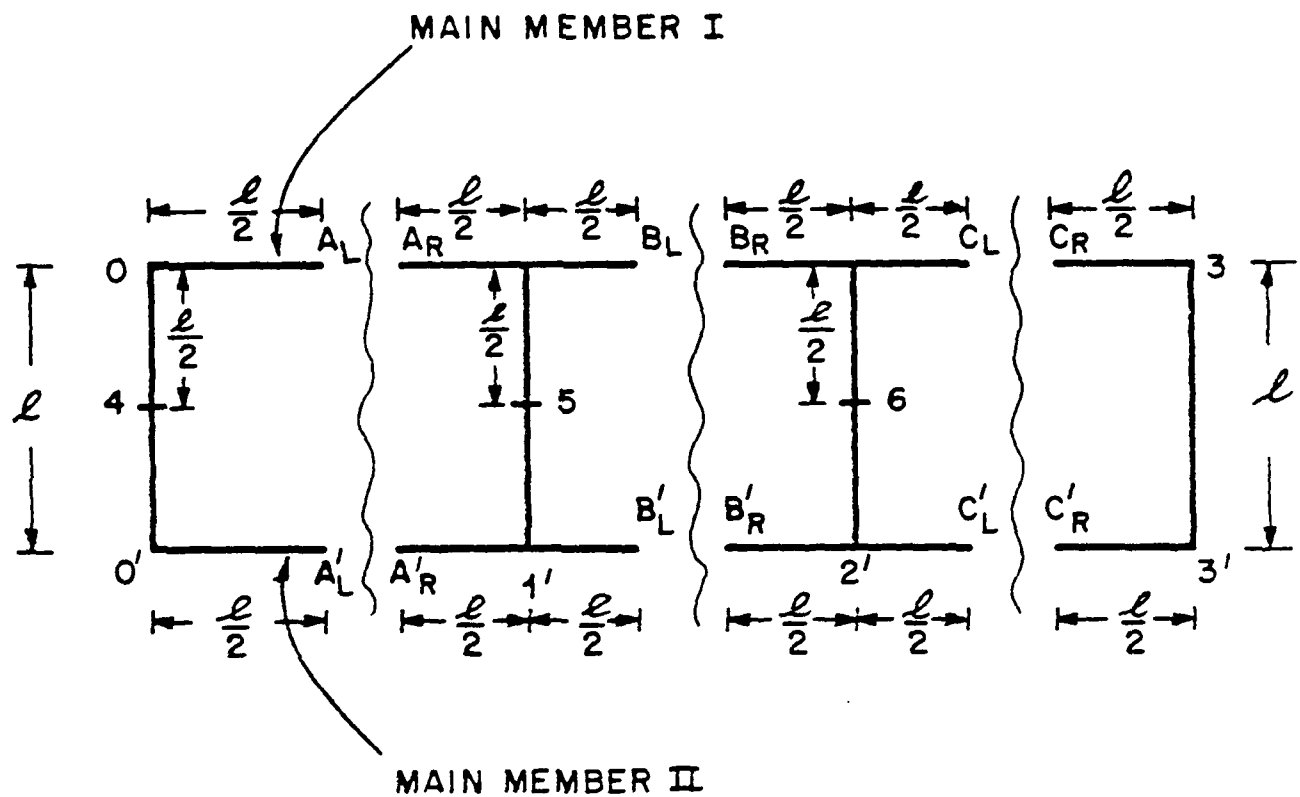 MAIN MEMBER I
ℓ/2 ℓ/2 ℓ/2 ℓ/2 ℓ/2 ℓ/2
A_L A_R B_L B_R C_L C_R
0 3
ℓ/2 ℓ/2 ℓ/2
ℓ 4 5 6 ℓ
B'_L B'_R C'_L C'_R
0' A'_L A'_R 1' 2' 3'
ℓ/2 ℓ/2 ℓ/2 ℓ/2 ℓ/2 ℓ/2
MAIN MEMBER II